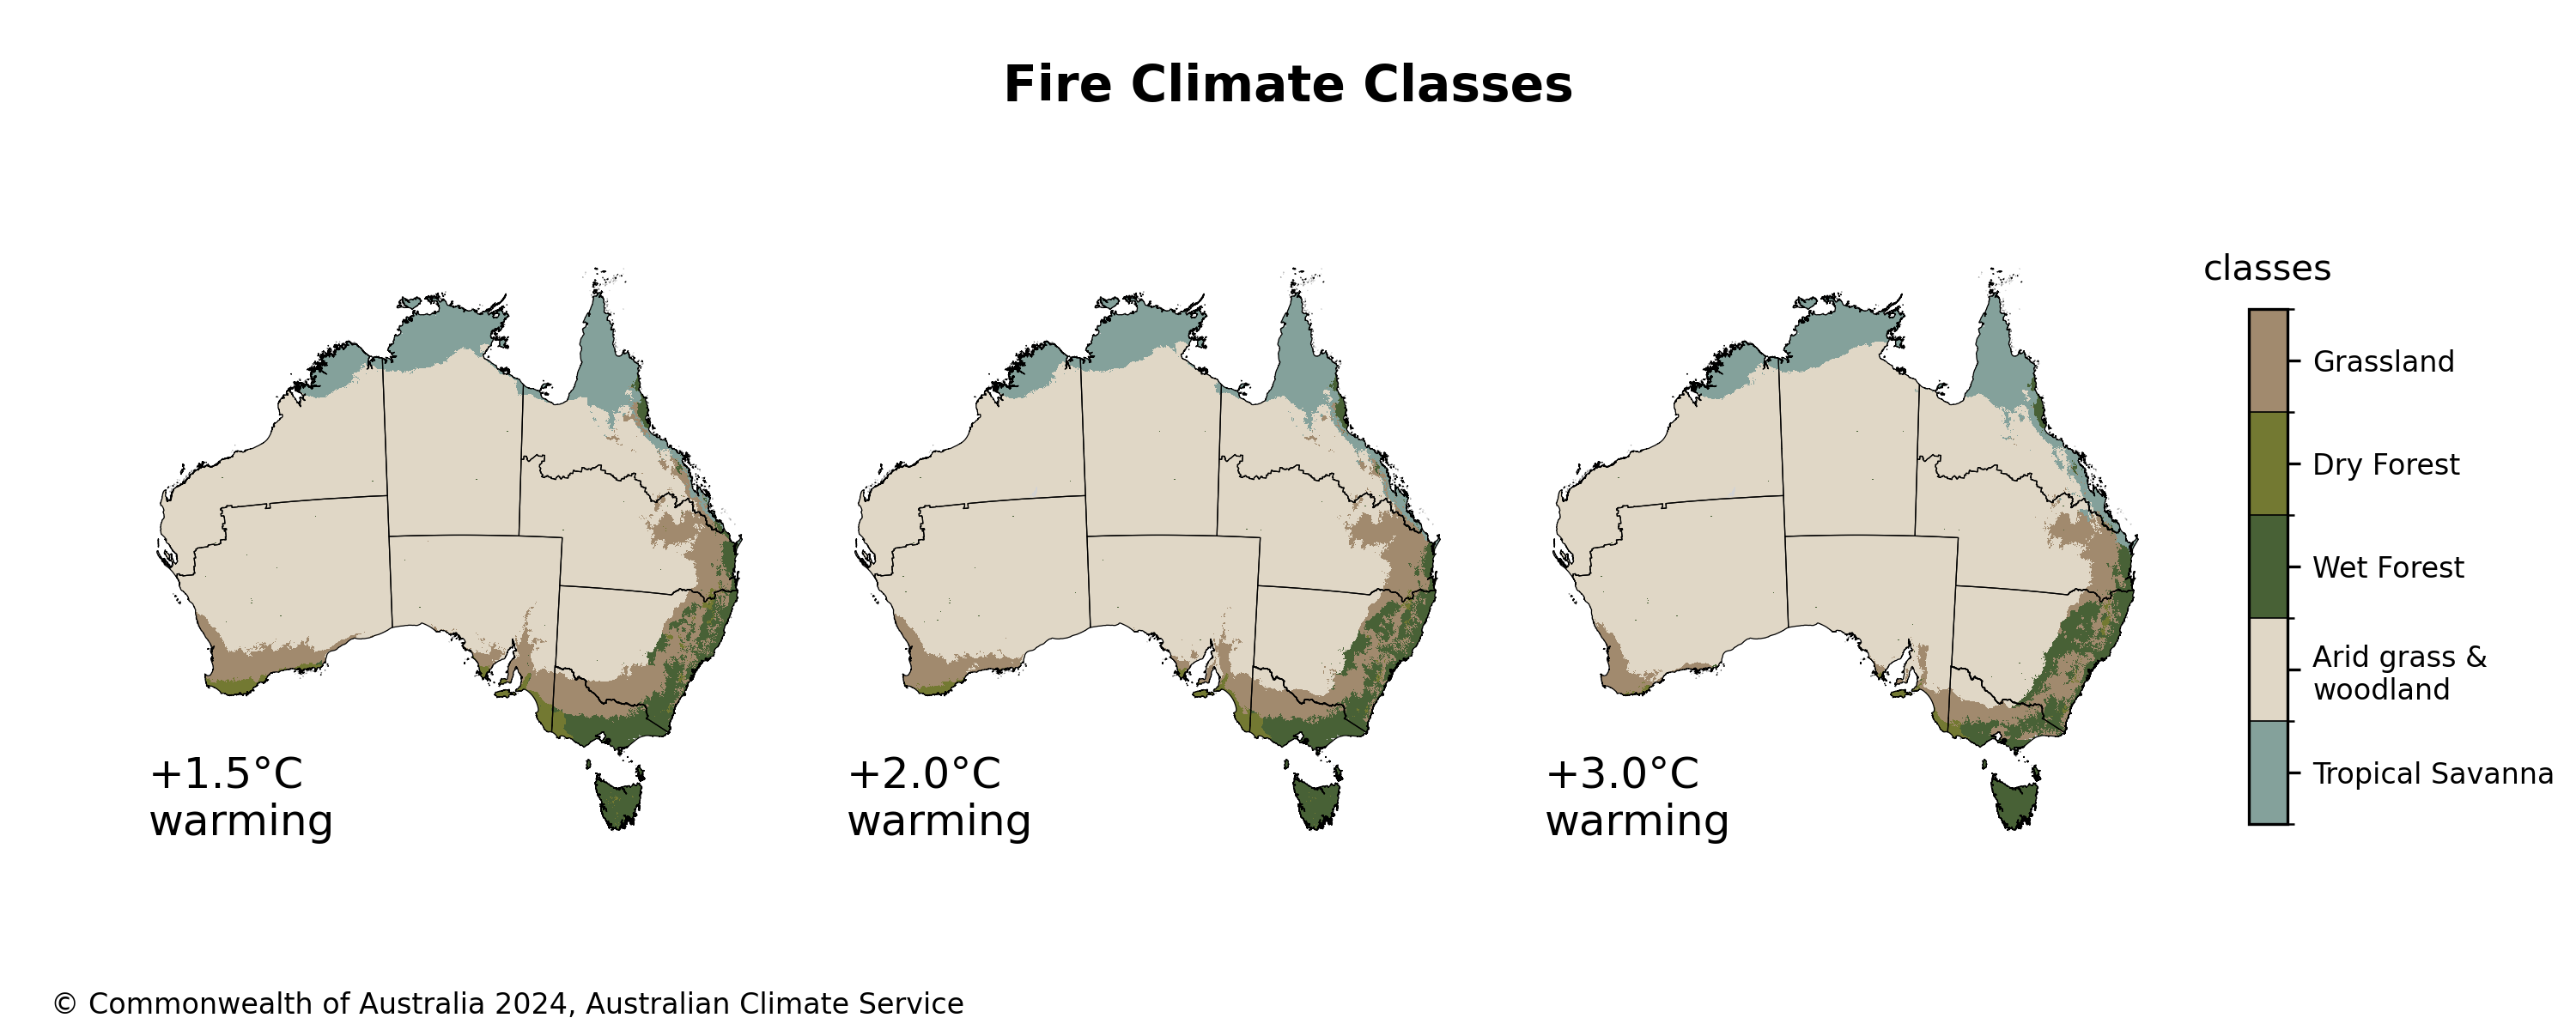 Fire Climate Classes
+1.5°C
warming
+2.0°C
warming
+3.0°C
warming
classes
Grassland
Dry Forest
Wet Forest
Arid grass &
woodland
Tropical Savanna
© Commonwealth of Australia 2024, Australian Climate Service